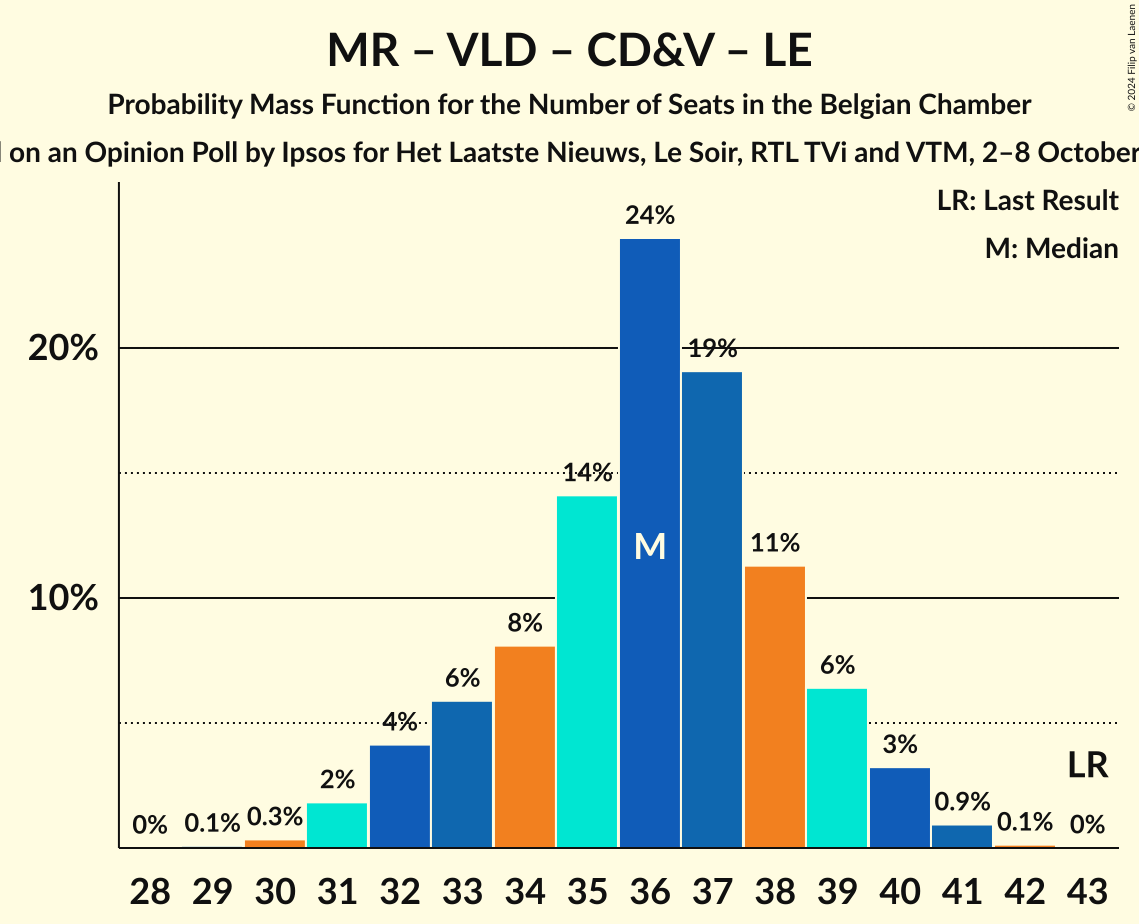 MR – VLD – CD&V – LE
Probability Mass Function for the Number of Seats in the Belgian Chamber
on an Opinion Poll by Ipsos for Het Laatste Nieuws, Le Soir, RTL TVi and VTM, 2–8 October
© 2024 Filip van Laenen
LR: Last Result
M: Median
24%
20%
19%
14%
M
11%
10%
8%
6%
6%
4%
3%
LR
2%
0.9%
0% 0.1% 0.3% 0.1% 0%
28 29 30 31 32 33 34 35 36 37 38 39 40 41 42 43